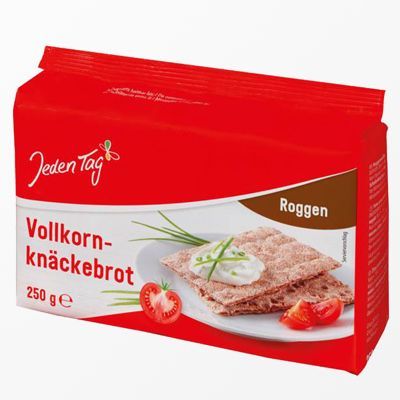 Jeden Tag
Roggen
Vollkorn-
knäckebrot
250 g e
Serviervorschlag